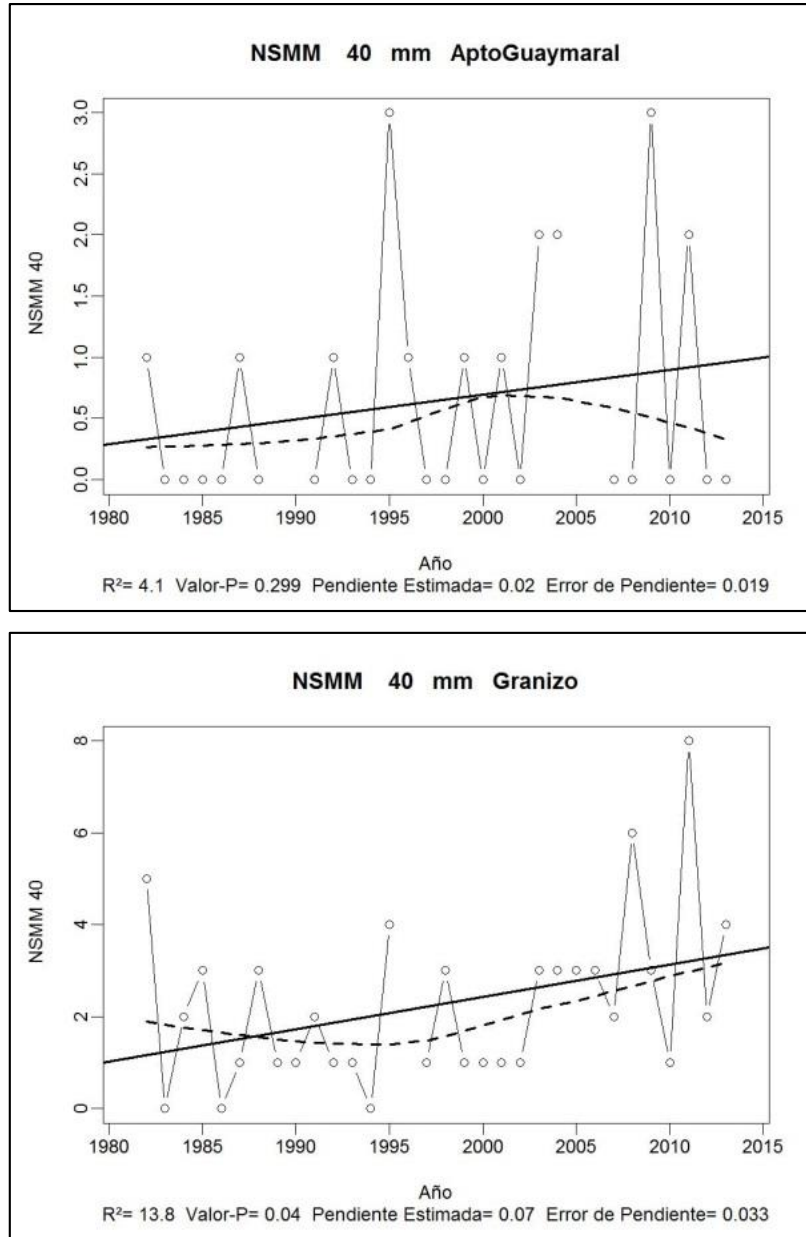 NSMM 40 mm AptoGuaymaral
NSMM 40
3.0
2.5
2.0
1.5
1.0
0.5
0.0
1980 1985 1990 1995 2000 2005 2010 2015
Año
R²= 4.1 Valor-P= 0.299 Pendiente Estimada= 0.02 Error de Pendiente= 0.019
NSMM 40 mm Granizo
NSMM 40
8
6
4
2
0
1980 1985 1990 1995 2000 2005 2010 2015
Año
R²= 13.8 Valor-P= 0.04 Pendiente Estimada= 0.07 Error de Pendiente= 0.033